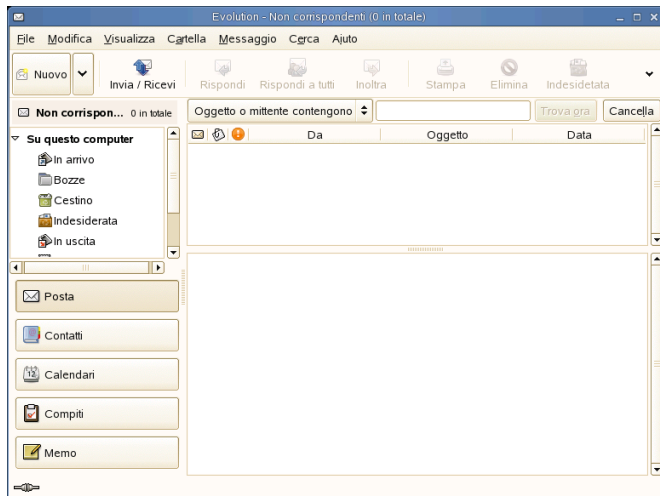 Evolution - Non corrispondenti (0 in totale)
File Modifica Visualizza Cartella Messaggio Cerca Aiuto
Nuovo Invia / Ricevi Rispondi Rispondi a tutti Inoltra Stampa Elimina Indesidetata
Non corrispon... 0 in totale Oggetto o mittente contengono Trova ora Cancella
Su questo computer Da Oggetto Data
In arrivo
Bozze
Cestino
Indesiderata
In uscita
Posta
Contatti
Calendari
Compiti
Memo